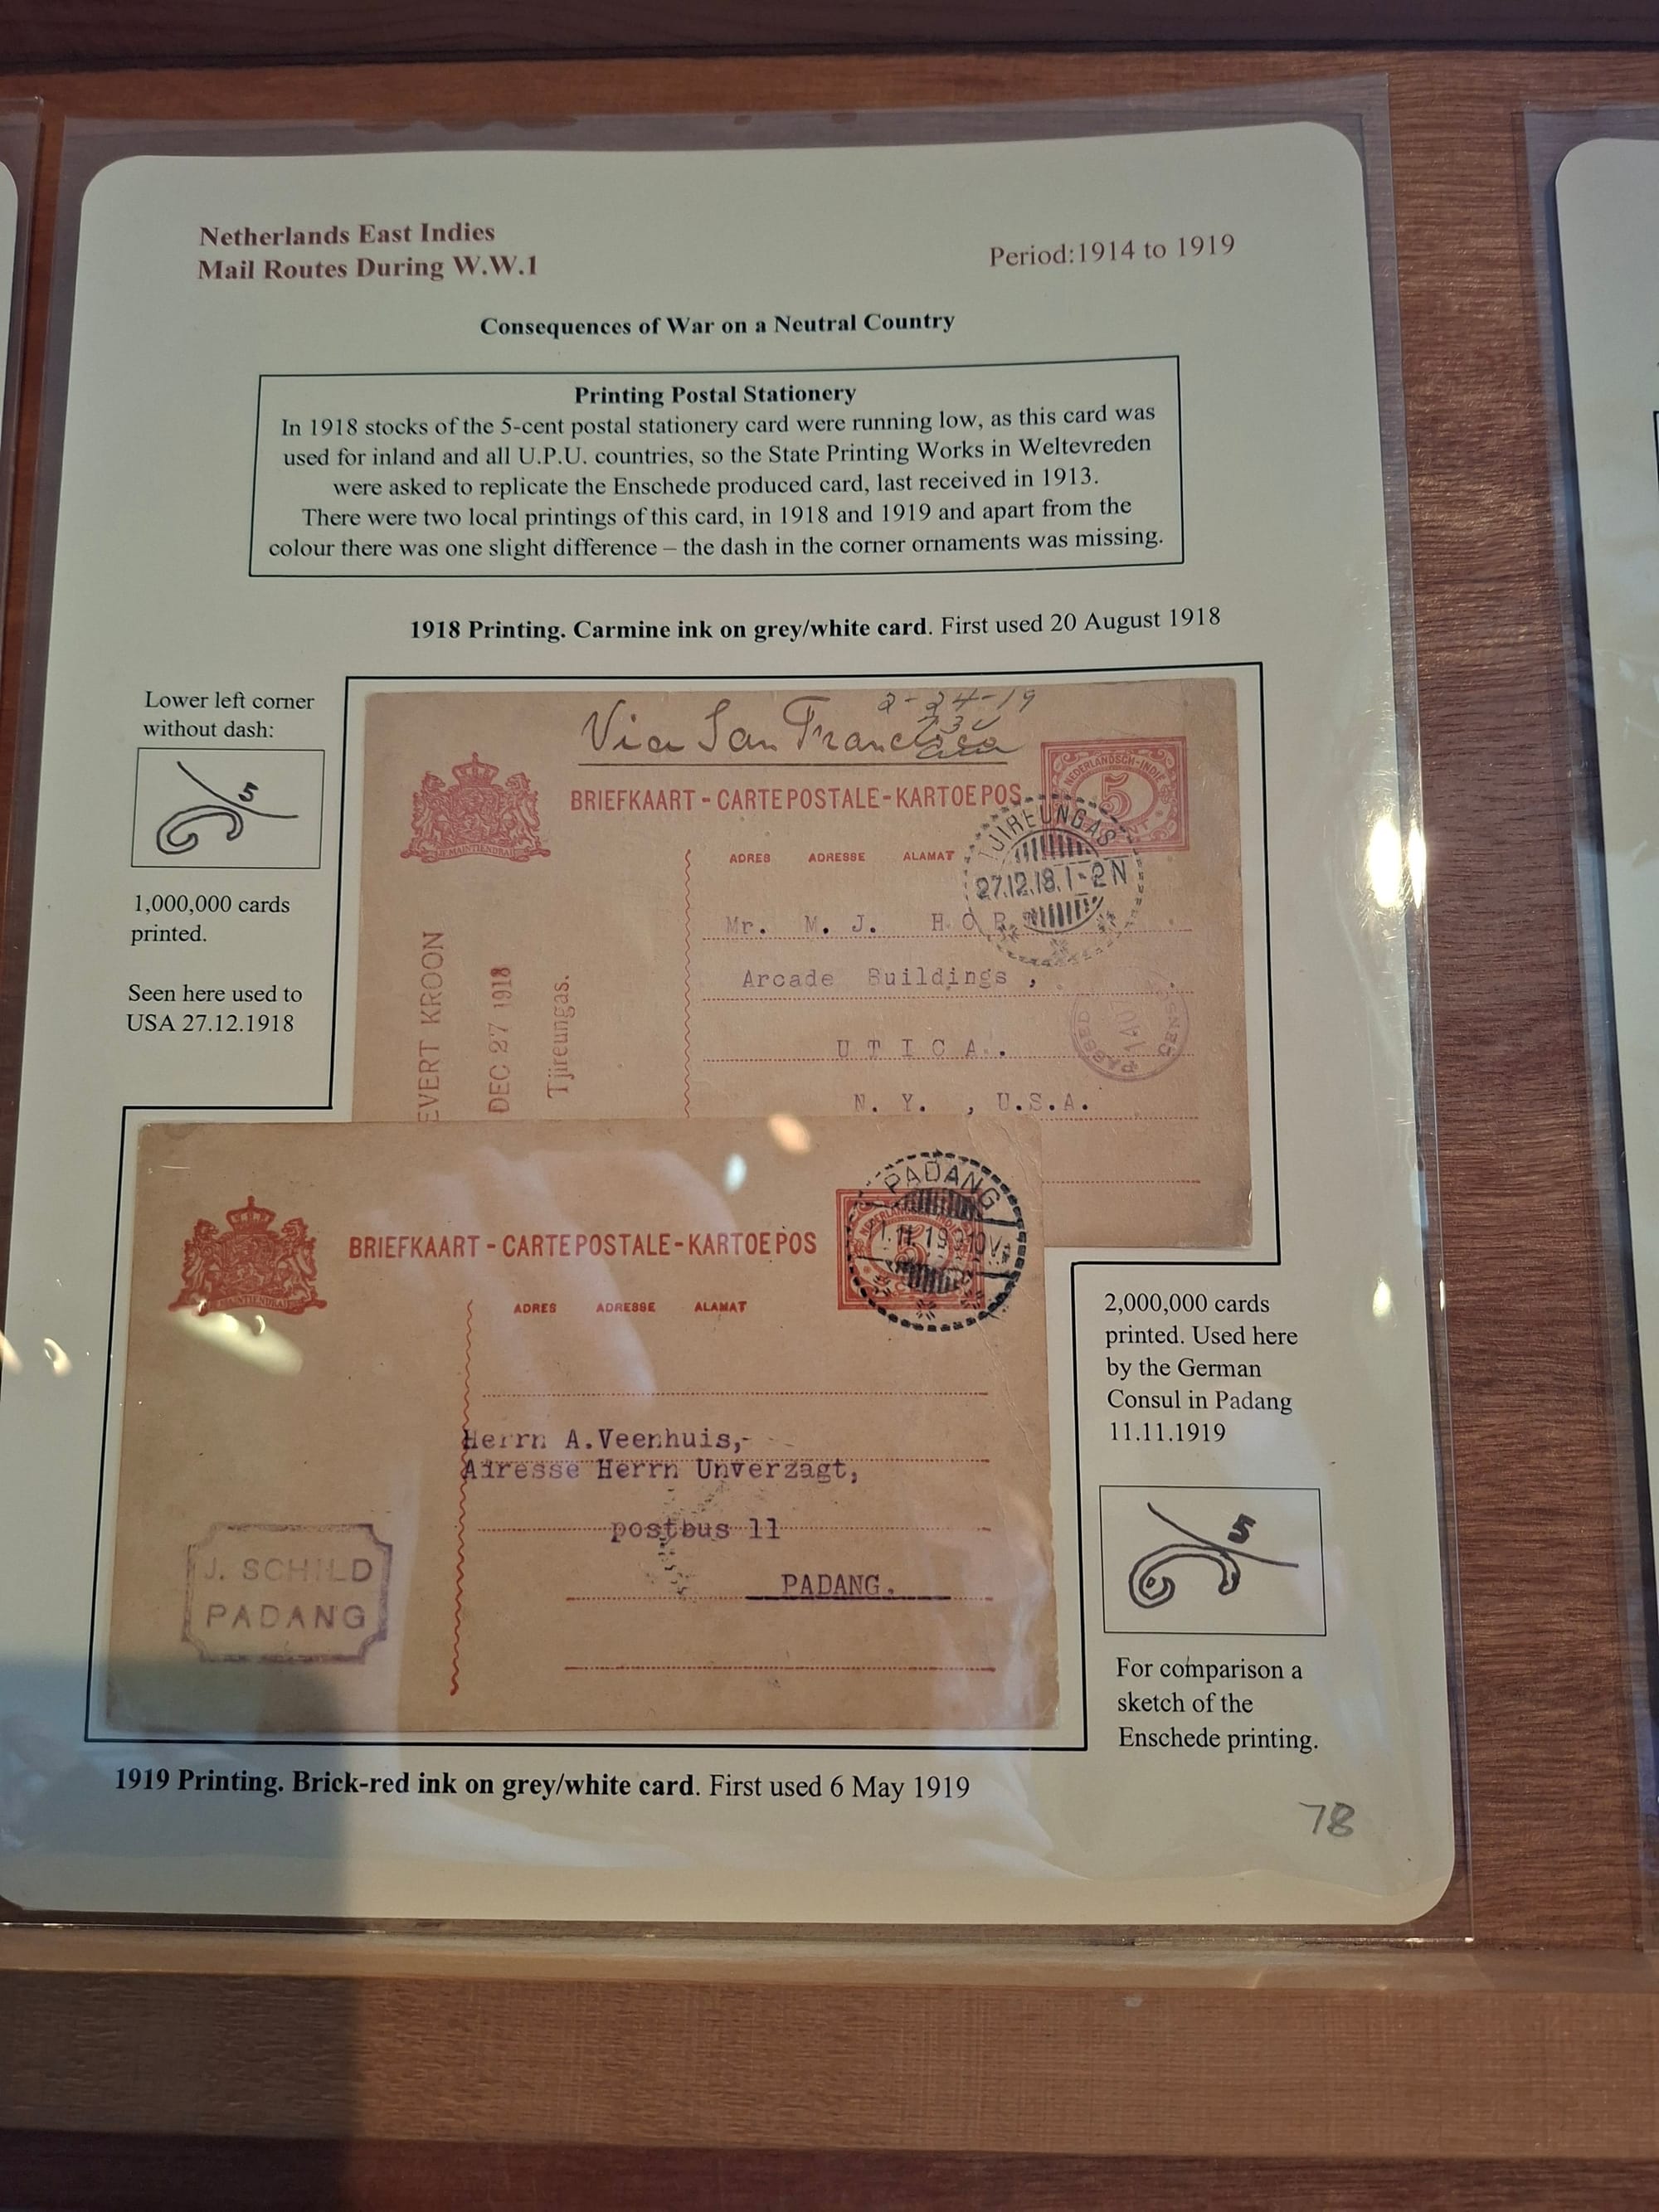 Netherlands East Indies
Mail Routes During W.W.1
Period:1914 to 1919
Consequences of War on a Neutral Country
Printing Postal Stationery
In 1918 stocks of the 5-cent postal stationery card were running low, as this card was
used for inland and all U.P.U. countries, so the State Printing Works in Weltevreden
were asked to replicate the Enschede produced card, last received in 1913.
There were two local printings of this card, in 1918 and 1919 and apart from the
colour there was one slight difference – the dash in the corner ornaments was missing.
1918 Printing. Carmine ink on grey/white card. First used 20 August 1918
Lower left corner
without dash:
5
1,000,000 cards
printed.
Seen here used to
USA 27.12.1918
2-24-19
Via San Francisco
BRIEFKAART - CARTE POSTALE - KARTOE POS
NEDERLANDSCH-INDIE
5
JE MAINTIENDRAI
ADRES ADRESSE ALAMAT
TJIREUNGAS
27.12.18.1-2N
Mr. M. J.
Arcade Buildings,
UTICA.
N. Y. , U.S.A.
EVERT KROON
DEC 27 1918
Tjireungas.
BRIEFKAART - CARTE POSTALE - KARTOE POS
MAINTIENDRAI
ADRES ADRESSE ALAMAT
PADANG
5
Herrn A.Veenhuis,-
Adresse Herrn Unverzagt,
postbus 11
PADANG.
J. SCHILD
PADANG
2,000,000 cards
printed. Used here
by the German
Consul in Padang
11.11.1919
5
For comparison a
sketch of the
Enschede printing.
1919 Printing. Brick-red ink on grey/white card. First used 6 May 1919
78